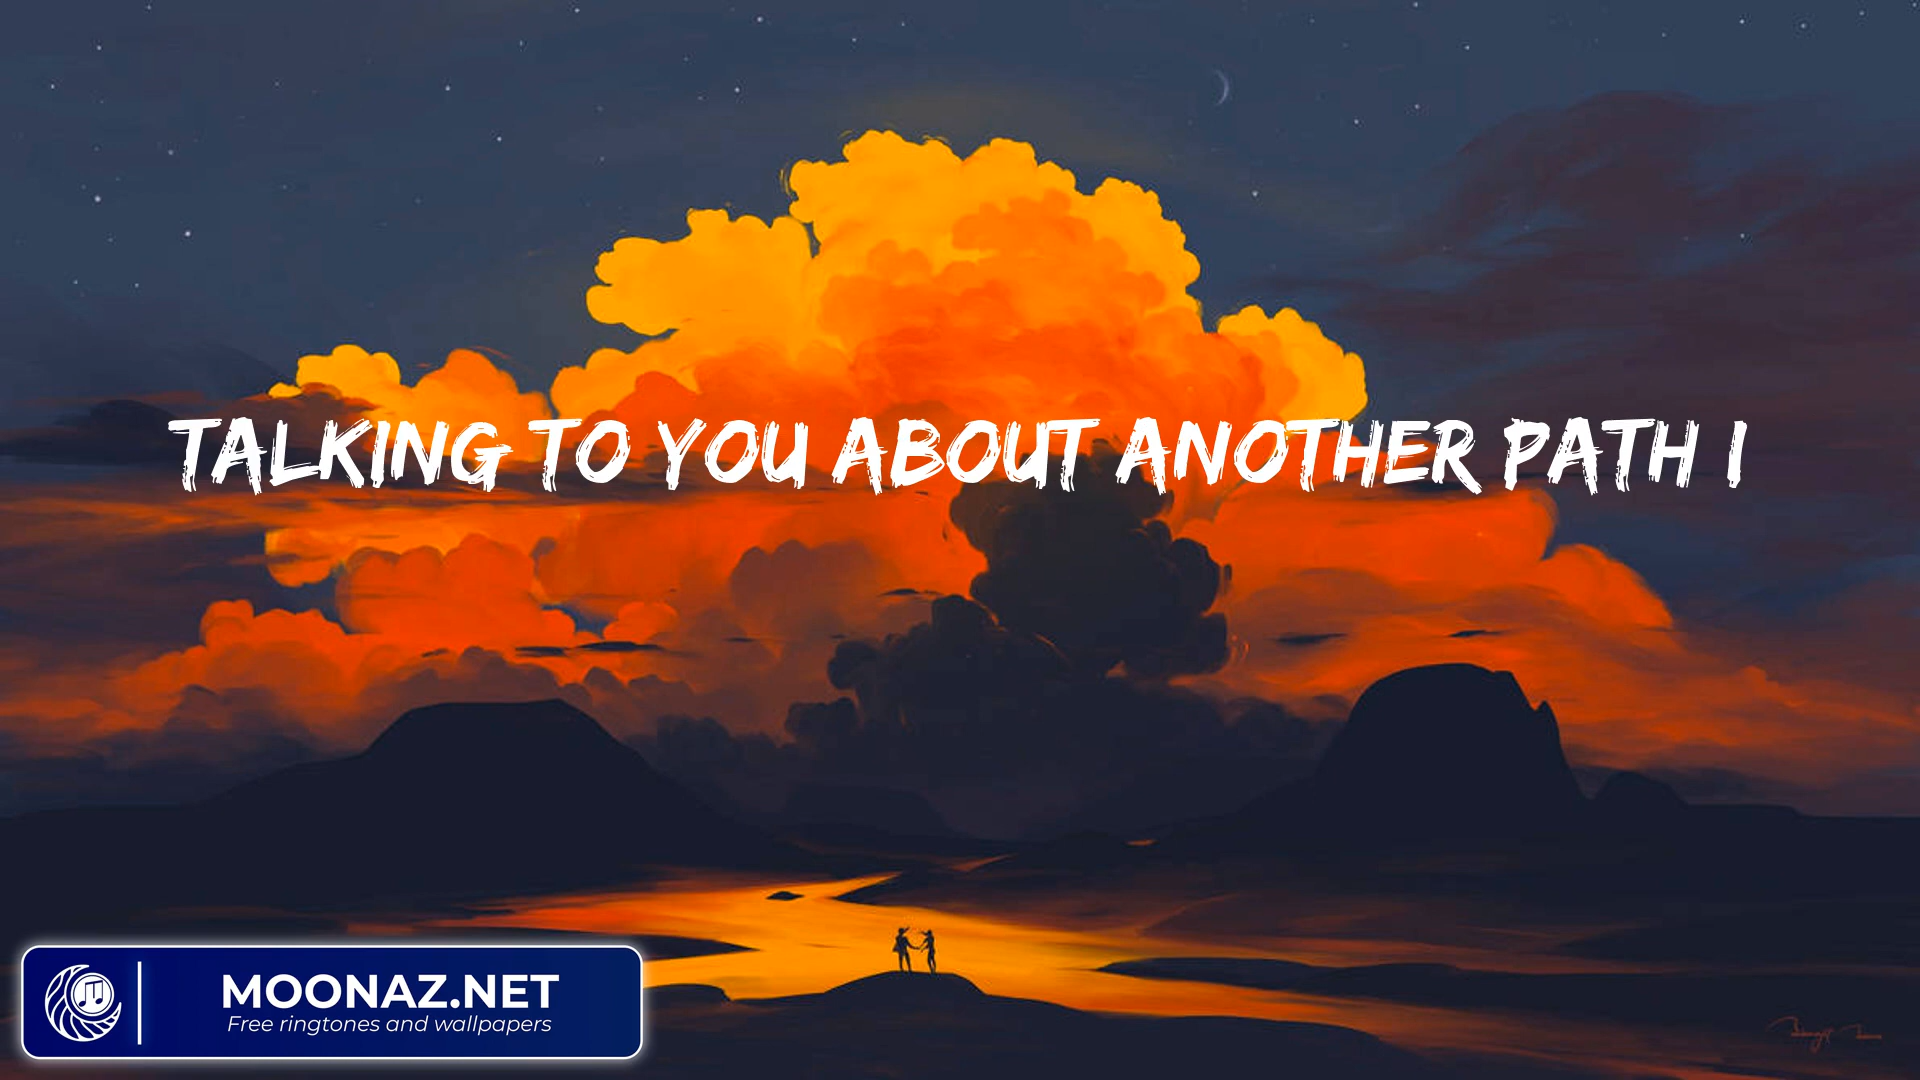 TALKING TO YOU ABOUT ANOTHER PATH I
MOONAZ.NET
Free ringtones and wallpapers